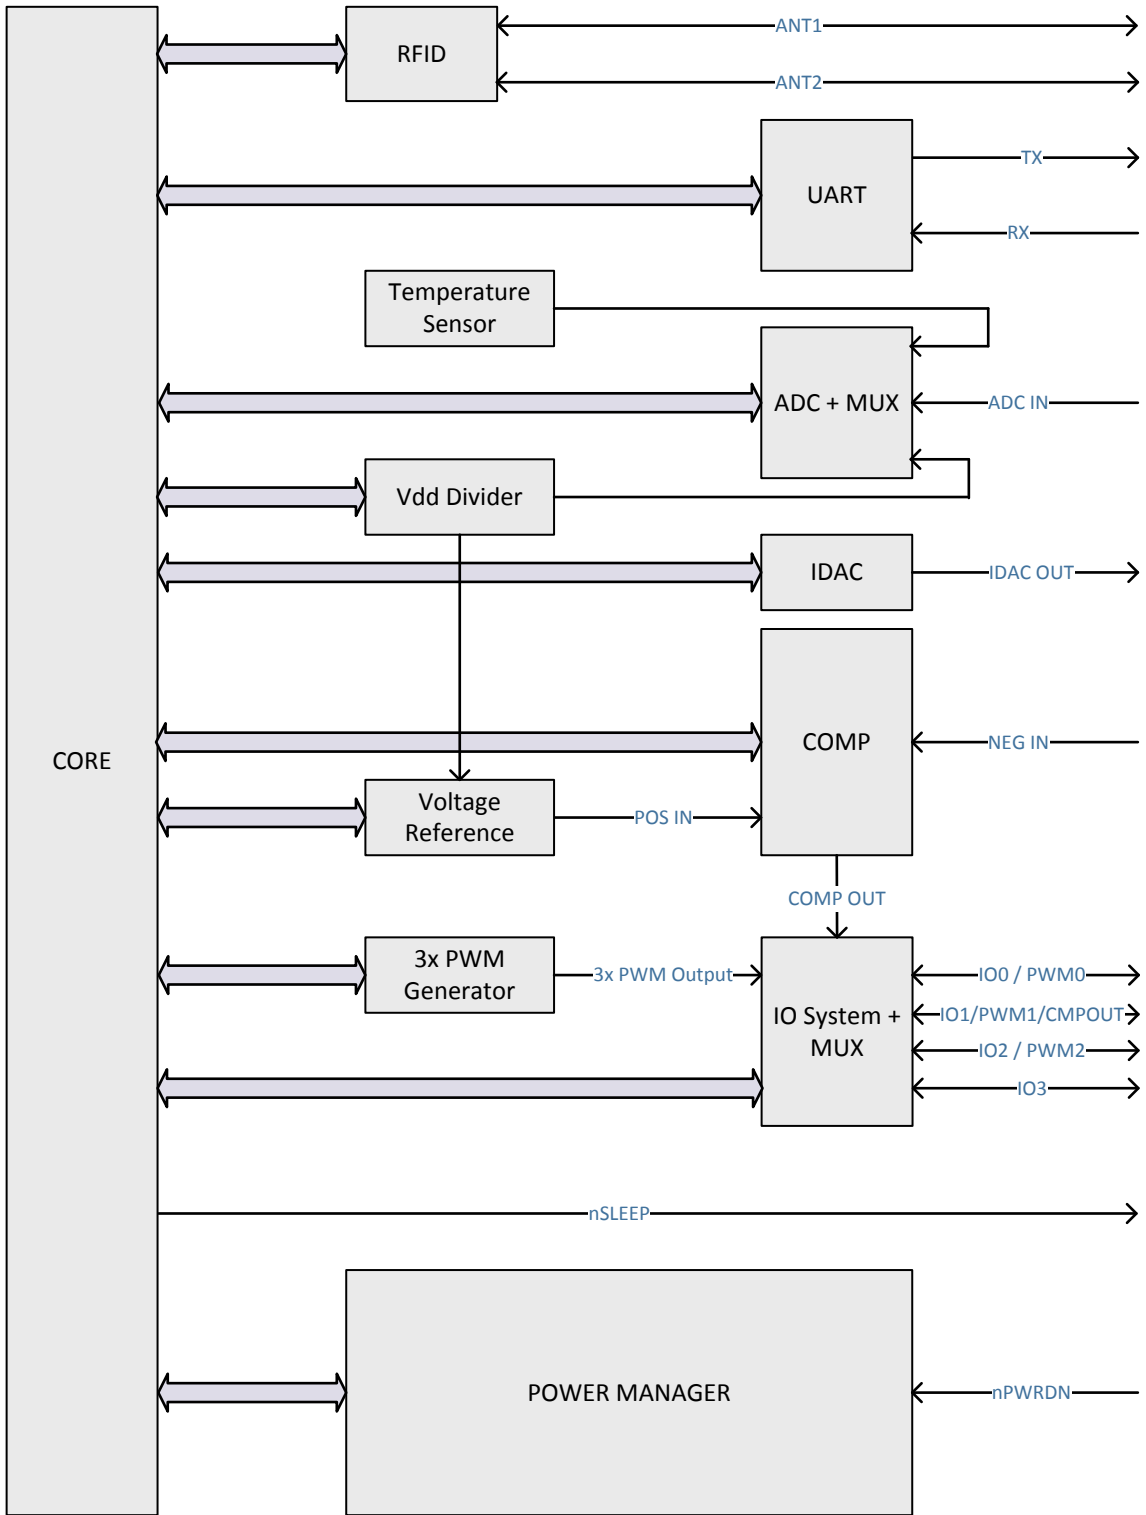 ANT1
RFID
ANT2
TX
UART
RX
Temperature
Sensor
ADC + MUX
ADC IN
Vdd Divider
IDAC
IDAC OUT
CORE
COMP
NEG IN
Voltage
Reference
POS IN
COMP OUT
3x PWM
Generator
3x PWM Output
IO System +
MUX
IO0 / PWM0
IO1/PWM1/CMPOUT
IO2 / PWM2
IO3
nSLEEP
POWER MANAGER
nPWRDN